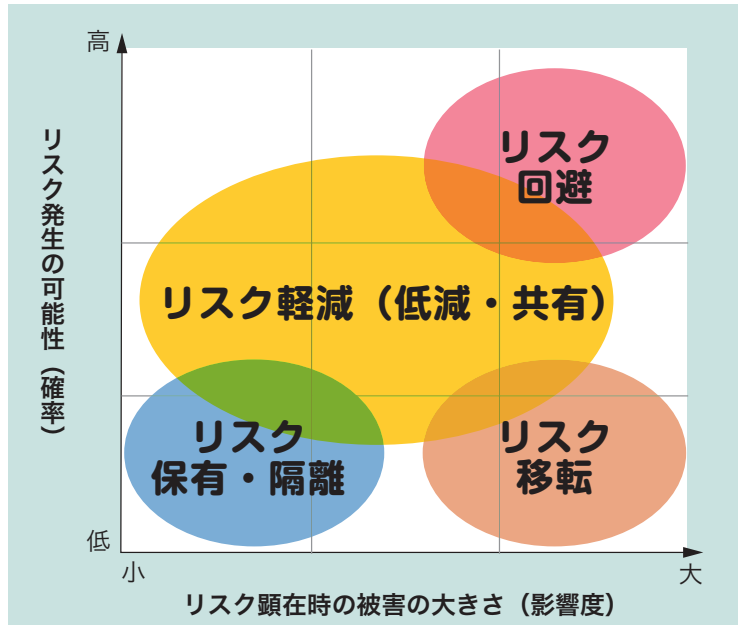 高
リスク発生の可能性（確率）
リスク
回避
リスク軽減（低減・共有）
リスク
保有・隔離
リスク
移転
低
小
大
リスク顕在時の被害の大きさ（影響度）